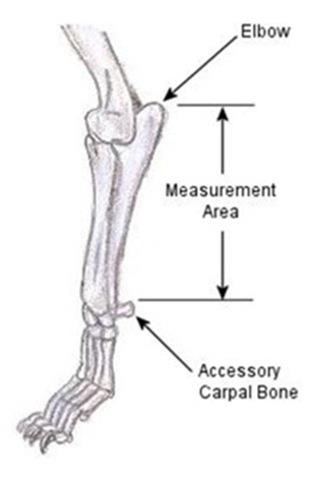 Elbow
Measurement
Area
Accessory
Carpal Bone